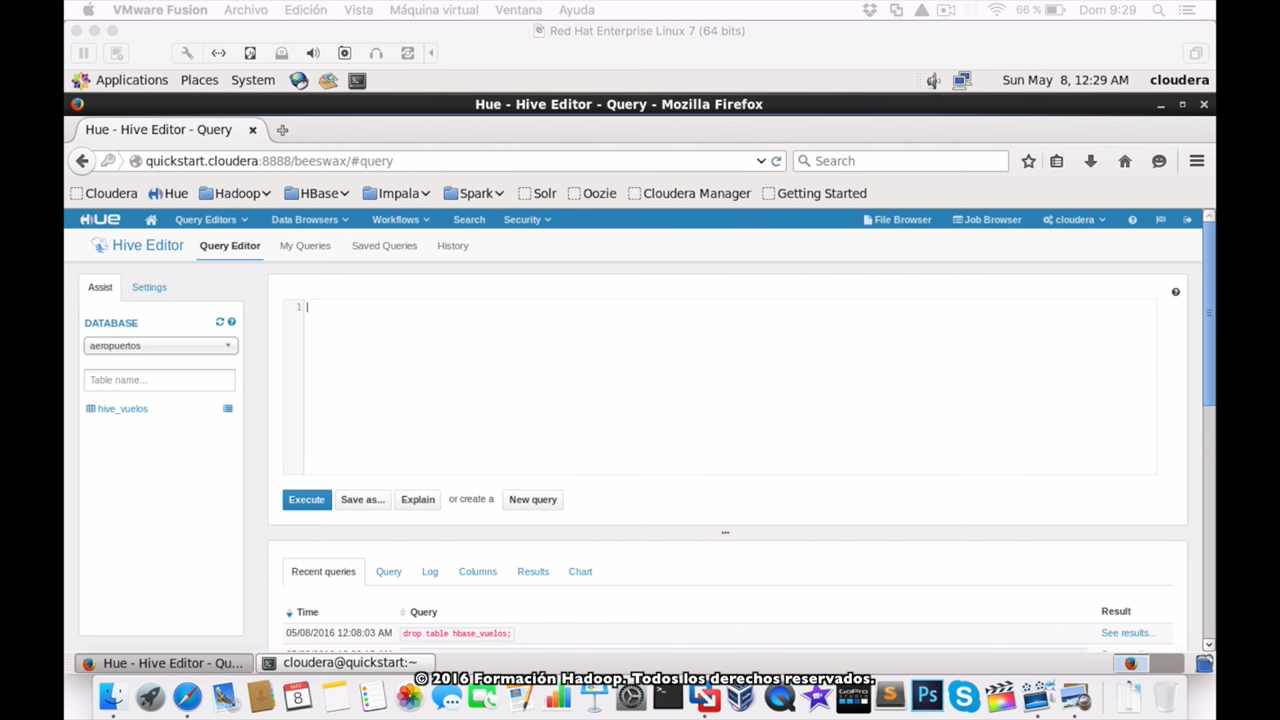 VMware Fusion Archivo Edición Vista Máquina virtual Ventana Ayuda 66 % Dom 9:29
Red Hat Enterprise Linux 7 (64 bits)
Applications Places System Sun May 8, 12:29 AM cloudera
Hue - Hive Editor - Query - Mozilla Firefox
Hue - Hive Editor - Query
quickstart.cloudera:8888/beeswax/#query Search
Cloudera Hue Hadoop HBase Impala Spark Solr Oozie Cloudera Manager Getting Started
HUE Query Editors Data Browsers Workflows Search Security File Browser Job Browser cloudera
Hive Editor Query Editor My Queries Saved Queries History
Assist Settings
1
DATABASE
aeropuertos
Table name...
hive_vuelos
Execute Save as... Explain or create a New query
Recent queries Query Log Columns Results Chart
Time Query Result
05/08/2016 12:08:03 AM drop table hbase_vuelos; See results...
Hue - Hive Editor - Qu... cloudera@quickstart:~
© 2016 Formación Hadoop. Todos los derechos reservados.